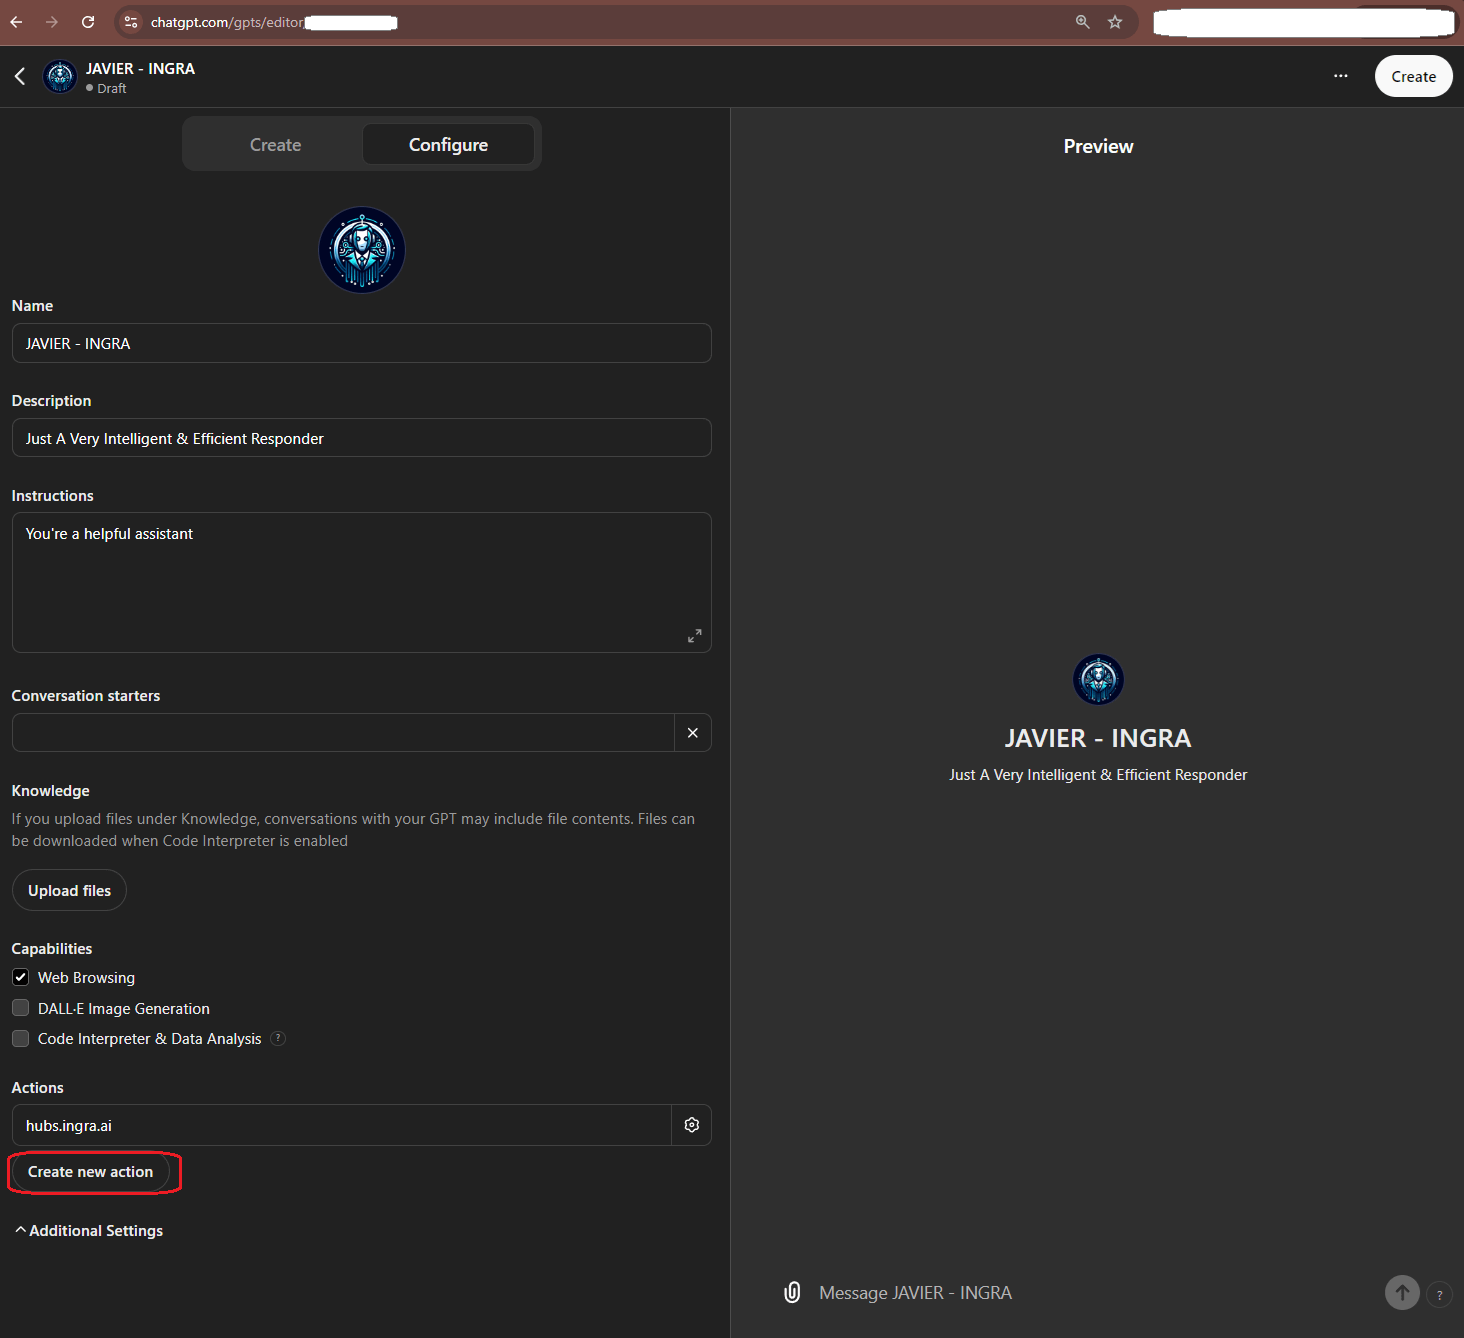 chatgpt.com/gpts/editor
JAVIER - INGRA
Draft
Create
Create
Configure
Preview
Name
JAVIER - INGRA
Description
Just A Very Intelligent & Efficient Responder
Instructions
You're a helpful assistant
Conversation starters
Knowledge
If you upload files under Knowledge, conversations with your GPT may include file contents. Files can
be downloaded when Code Interpreter is enabled
Upload files
Capabilities
Web Browsing
DALL·E Image Generation
Code Interpreter & Data Analysis ?
Actions
hubs.ingra.ai
Create new action
Additional Settings
JAVIER - INGRA
Just A Very Intelligent & Efficient Responder
Message JAVIER - INGRA
?